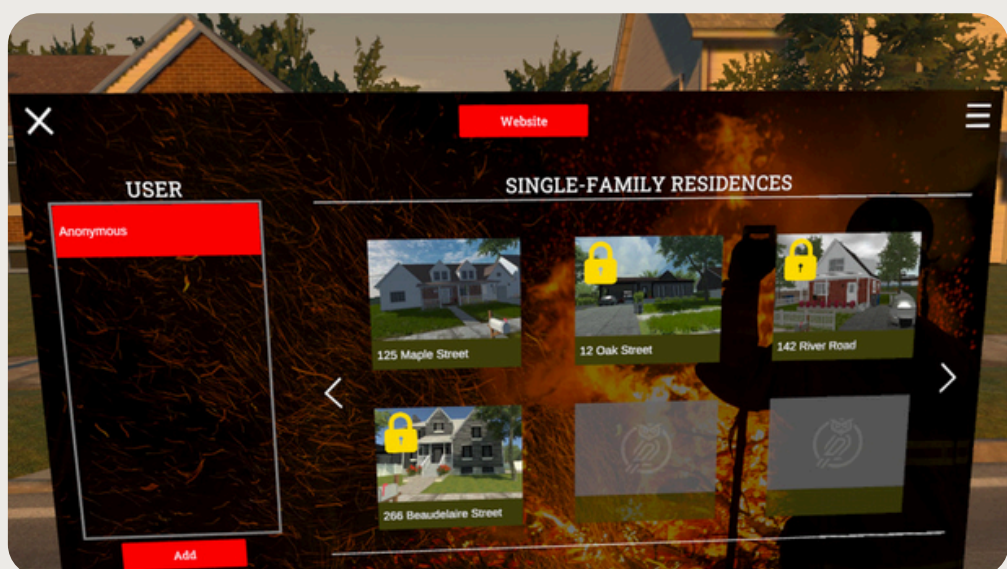 Website
USER
SINGLE-FAMILY RESIDENCES
Anonymous
125 Maple Street
12 Oak Street
142 River Road
266 Beaudelaire Street
Add